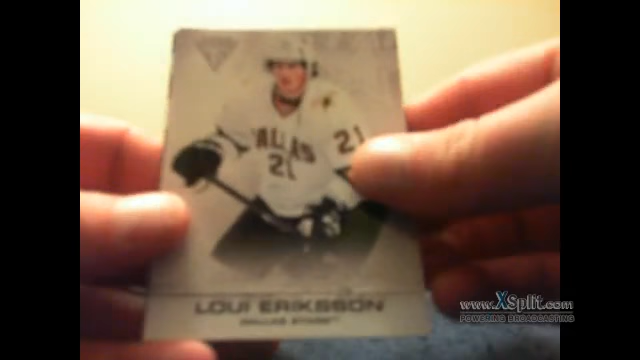 21
DALLAS
21
LOUI ERIKSSON
DALLAS STARS
www.XSplit.com
POWERING BROADCASTING